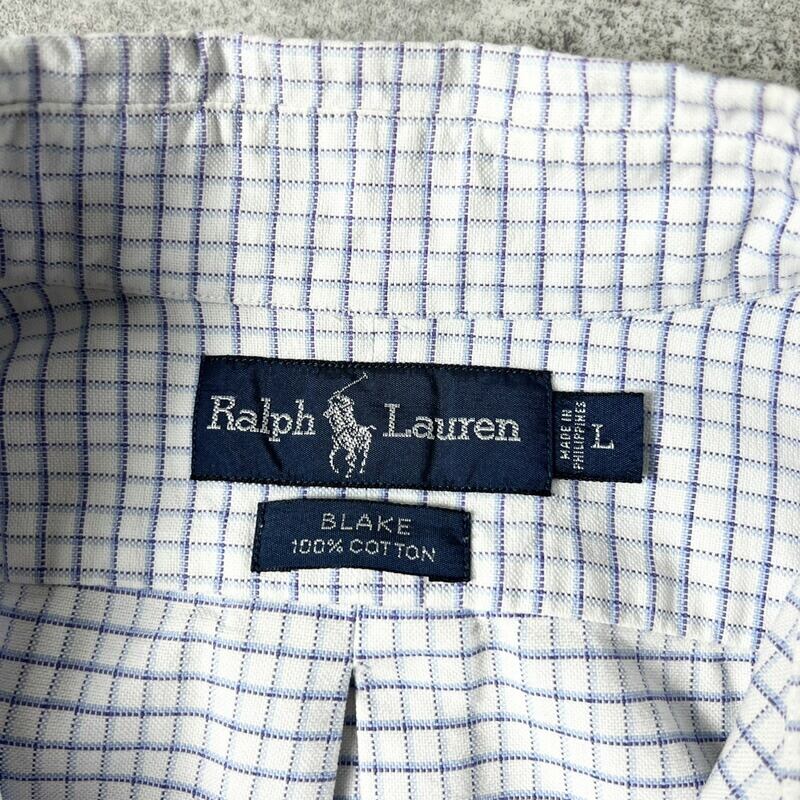 Ralph Lauren
MADE IN
PHILIPPINES
L
BLAKE
100% COTTON